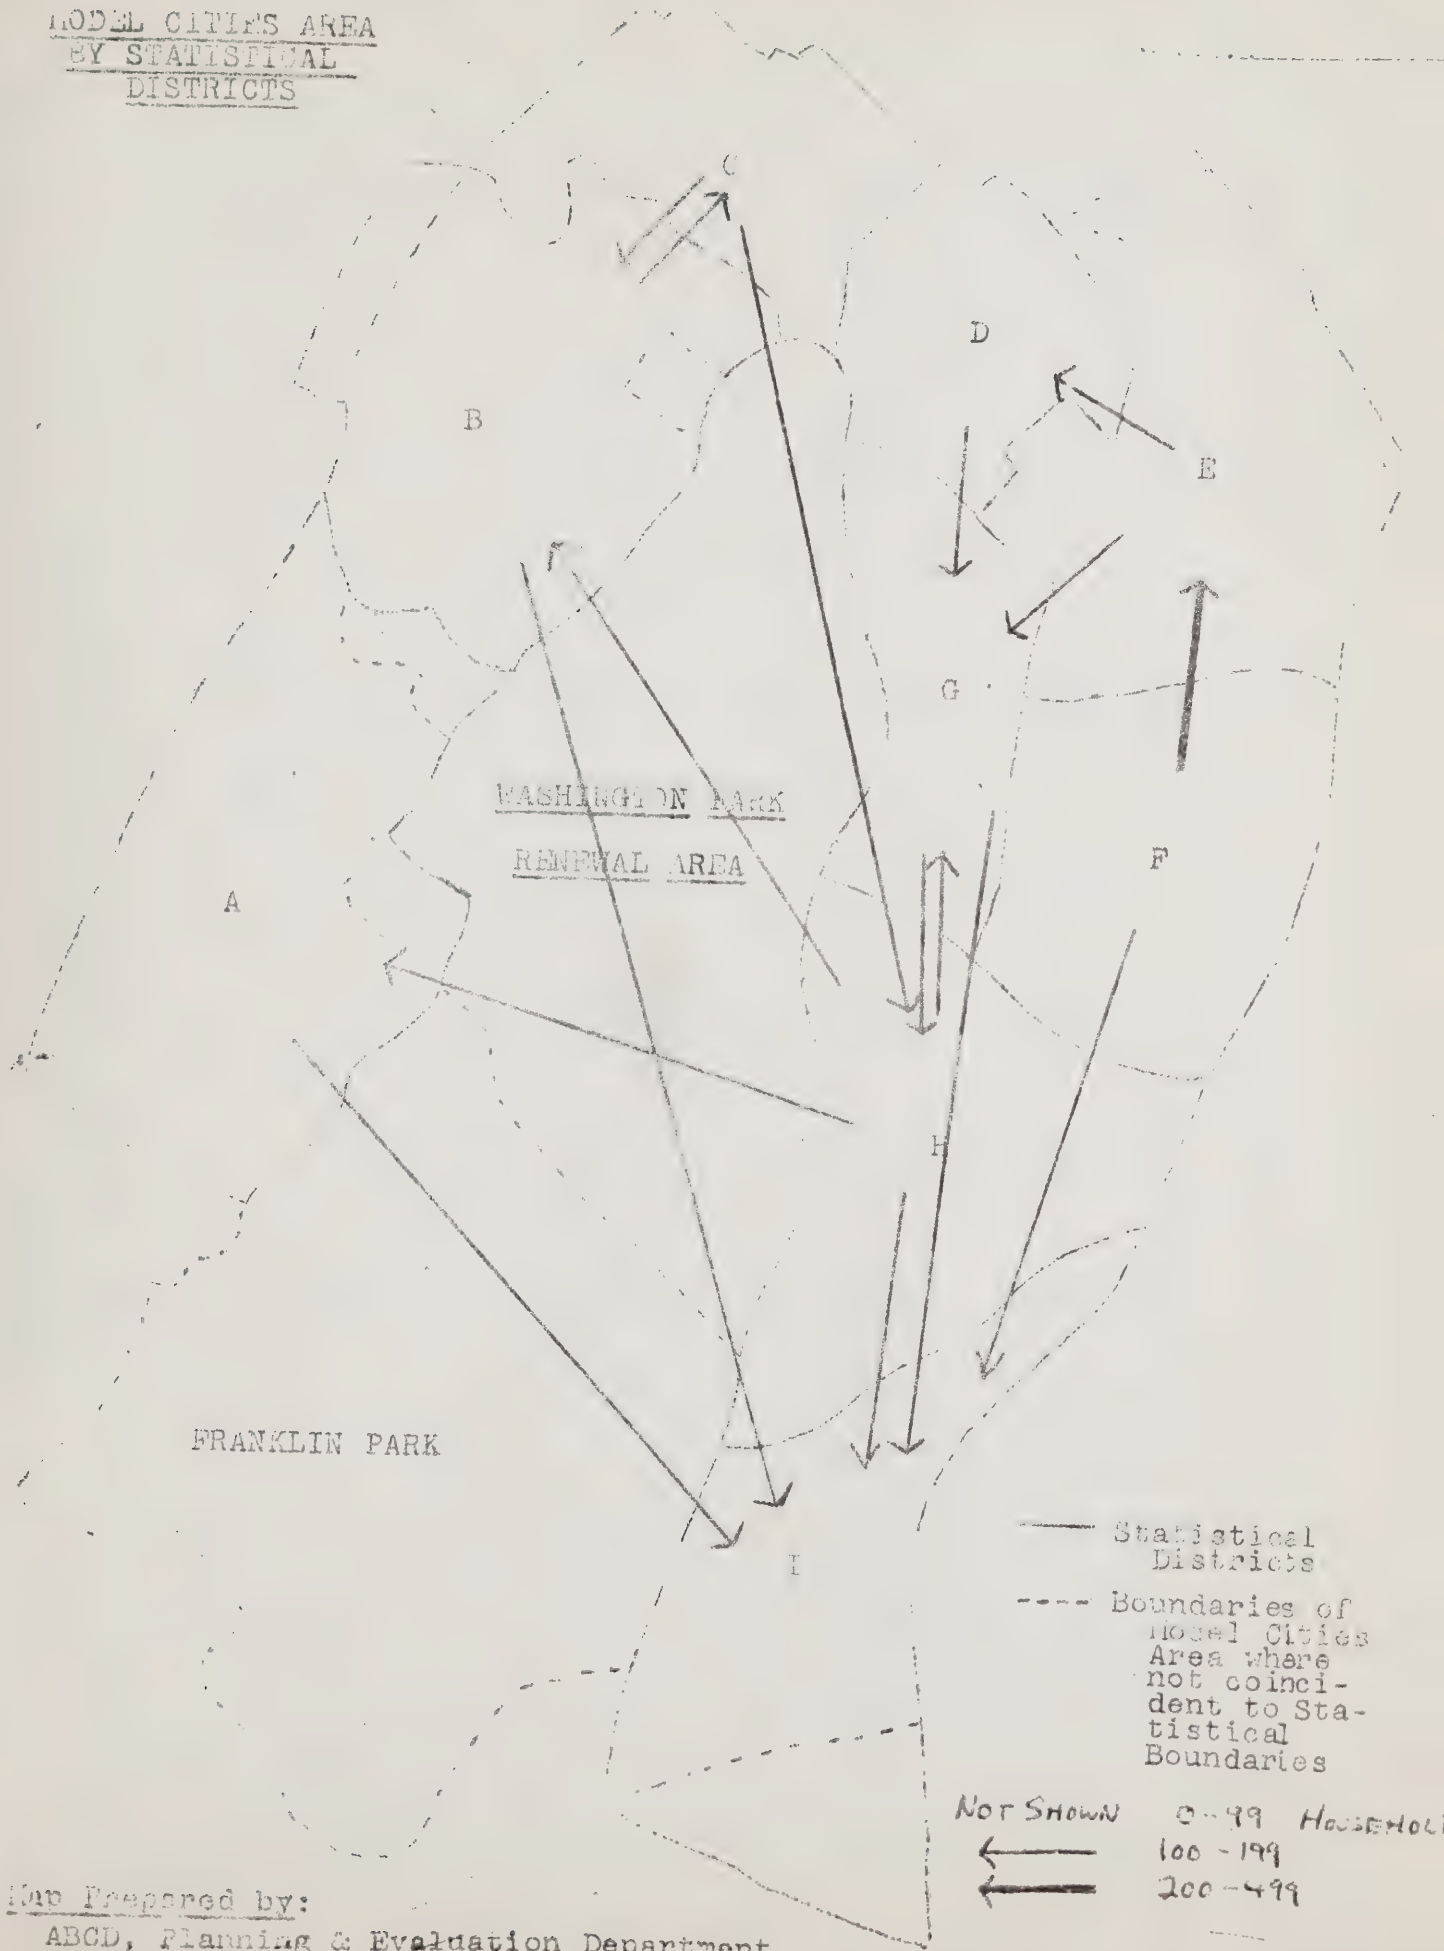 MODEL CITIES AREA
BY STATISTICAL
DISTRICTS
C
D
B
E
G
WASHINGTON PARK
RENEWAL AREA
F
A
H
FRANKLIN PARK
I
Statistical
Districts
Boundaries of
Model Cities
Area where
not coinci-
dent to Sta-
tistical
Boundaries
NOT SHOWN 0-99 HOUSEHOL
100-199
200-499
Map Prepared by:
ABCD, Planning & Evaluation Department